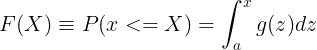 F(X) ≡ P(x <= X) = ∫_a^x g(z)dz